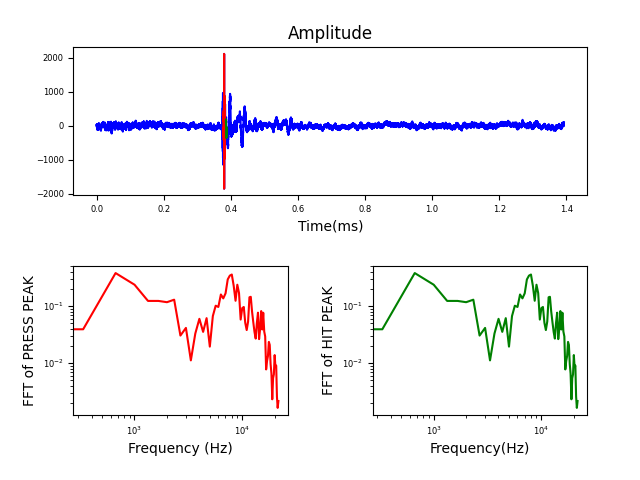 Amplitude
2000
1000
0
−1000
−2000
0.0 0.2 0.4 0.6 0.8 1.0 1.2 1.4
Time(ms)
FFT of PRESS PEAK
10⁻¹
10⁻²
10³ 10⁴
Frequency (Hz)
FFT of HIT PEAK
10⁻¹
10⁻²
10³ 10⁴
Frequency(Hz)